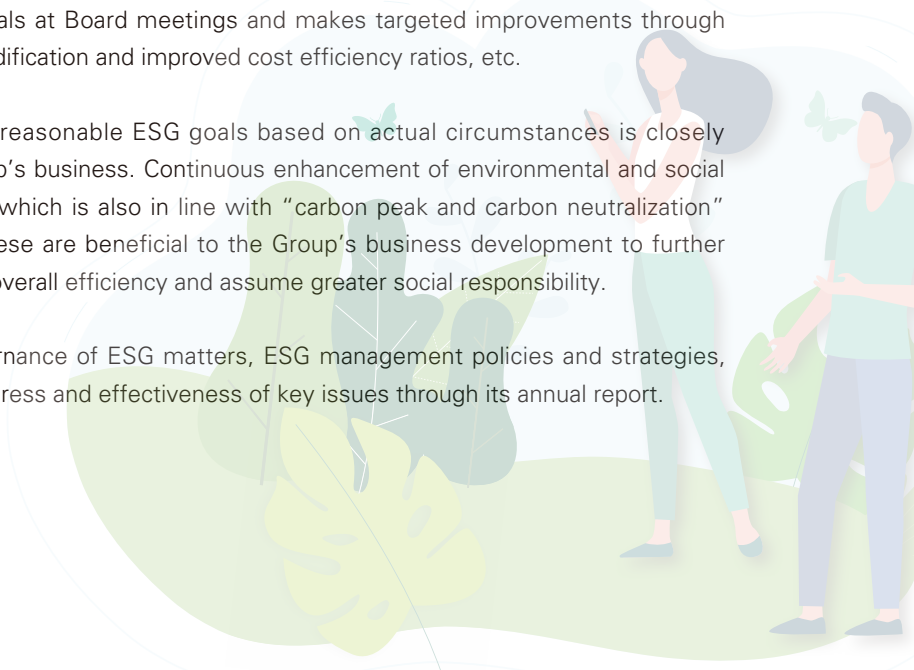 als at Board meetings and makes targeted improvements through
dification and improved cost efficiency ratios, etc.
reasonable ESG goals based on actual circumstances is closely
p’s business. Continuous enhancement of environmental and social
which is also in line with “carbon peak and carbon neutralization”
ese are beneficial to the Group’s business development to further
overall efficiency and assume greater social responsibility.
rnance of ESG matters, ESG management policies and strategies,
ress and effectiveness of key issues through its annual report.